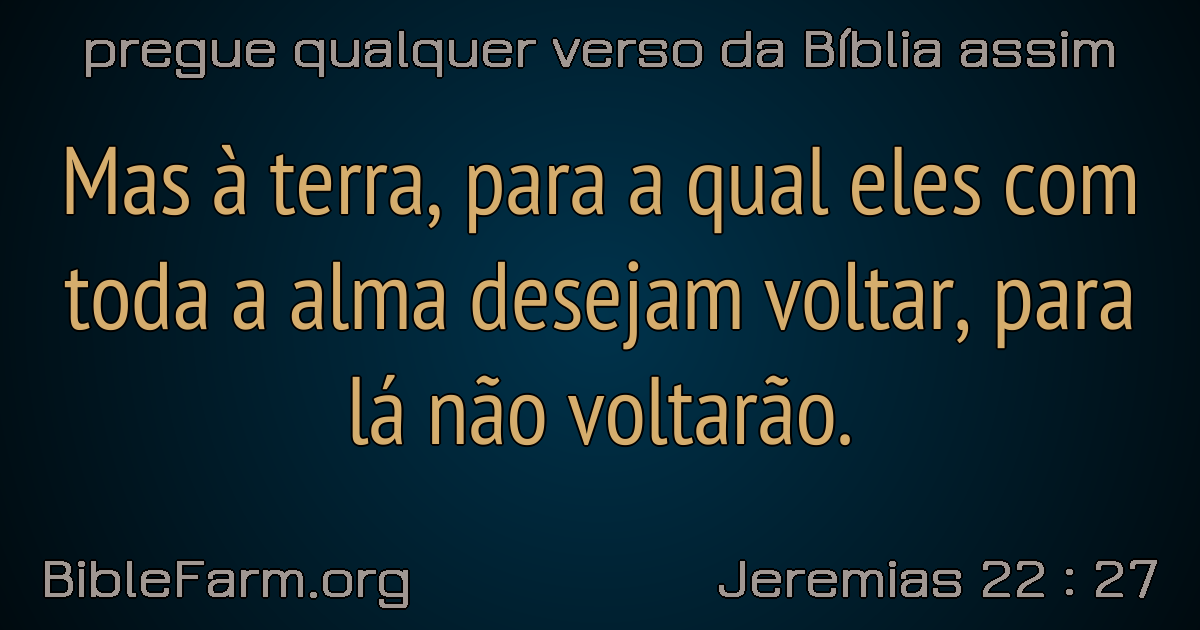 pregue qualquer verso da Bíblia assim
Mas à terra, para a qual eles com
toda a alma desejam voltar, para
lá não voltarão.
BibleFarm.org
Jeremias 22 : 27